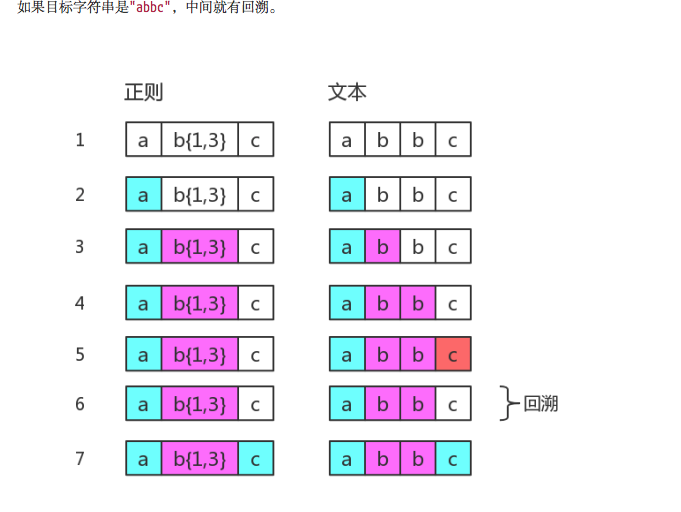 如果目标字符串是"abbc"，中间就有回溯。
正则 文本
1 a b{1,3} c a b b c
2 a b{1,3} c a b b c
3 a b{1,3} c a b b c
4 a b{1,3} c a b b c
5 a b{1,3} c a b b c
6 a b{1,3} c a b b c 回溯
7 a b{1,3} c a b b c